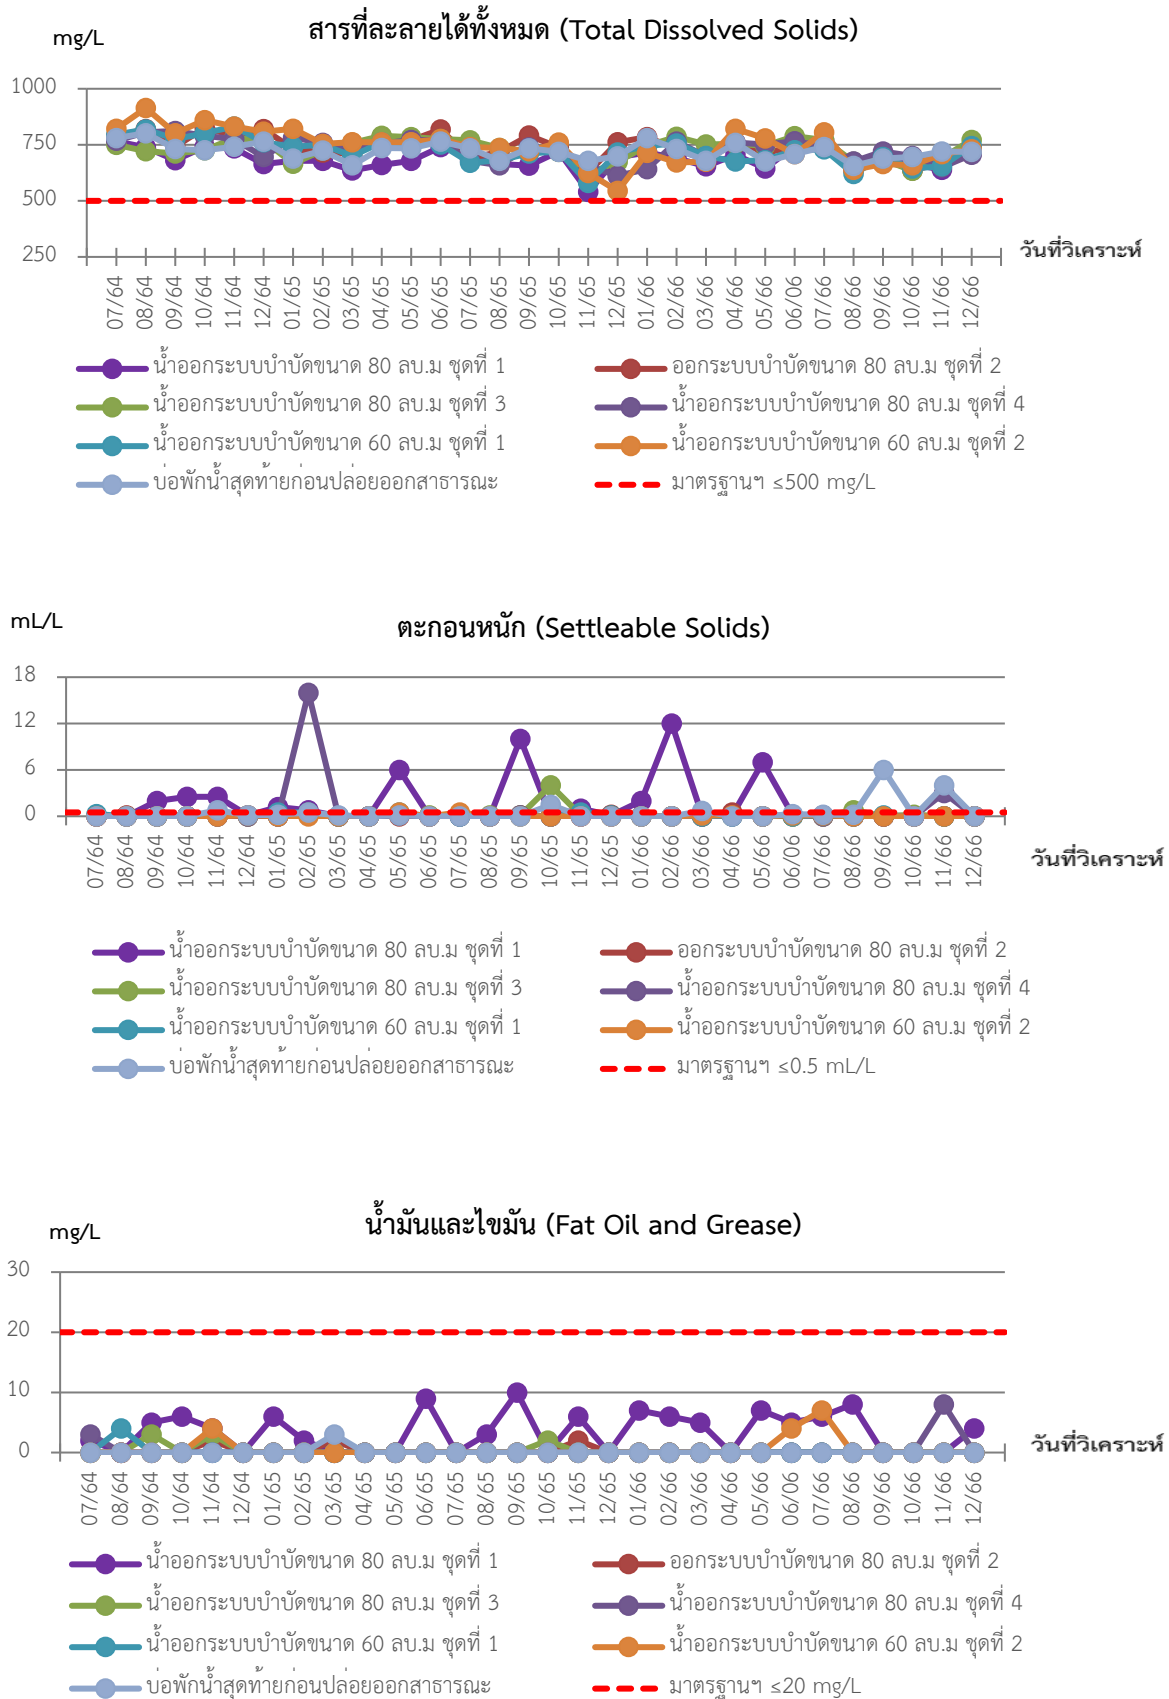 สารที่ละลายได้ทั้งหมด (Total Dissolved Solids)
mg/L
1000
750
500
250
วันที่วิเคราะห์
07/64 08/64 09/64 10/64 11/64 12/64 01/65 02/65 03/65 04/65 05/65 06/65 07/65 08/65 09/65 10/65 11/65 12/65 01/66 02/66 03/66 04/66 05/66 06/06 07/66 08/66 09/66 10/66 11/66 12/66
น้ำออกระบบบำบัดขนาด 80 ลบ.ม ชุดที่ 1
ออกระบบบำบัดขนาด 80 ลบ.ม ชุดที่ 2
น้ำออกระบบบำบัดขนาด 80 ลบ.ม ชุดที่ 3
น้ำออกระบบบำบัดขนาด 80 ลบ.ม ชุดที่ 4
น้ำออกระบบบำบัดขนาด 60 ลบ.ม ชุดที่ 1
น้ำออกระบบบำบัดขนาด 60 ลบ.ม ชุดที่ 2
บ่อพักน้ำสุดท้ายก่อนปล่อยออกสาธารณะ
มาตรฐานฯ ≤500 mg/L
mL/L
ตะกอนหนัก (Settleable Solids)
18
12
6
0
วันที่วิเคราะห์
07/64 08/64 09/64 10/64 11/64 12/64 01/65 02/65 03/65 04/65 05/65 06/65 07/65 08/65 09/65 10/65 11/65 12/65 01/66 02/66 03/66 04/66 05/66 06/06 07/66 08/66 09/66 10/66 11/66 12/66
น้ำออกระบบบำบัดขนาด 80 ลบ.ม ชุดที่ 1
ออกระบบบำบัดขนาด 80 ลบ.ม ชุดที่ 2
น้ำออกระบบบำบัดขนาด 80 ลบ.ม ชุดที่ 3
น้ำออกระบบบำบัดขนาด 80 ลบ.ม ชุดที่ 4
น้ำออกระบบบำบัดขนาด 60 ลบ.ม ชุดที่ 1
น้ำออกระบบบำบัดขนาด 60 ลบ.ม ชุดที่ 2
บ่อพักน้ำสุดท้ายก่อนปล่อยออกสาธารณะ
มาตรฐานฯ ≤0.5 mL/L
น้ำมันและไขมัน (Fat Oil and Grease)
mg/L
30
20
10
0
วันที่วิเคราะห์
07/64 08/64 09/64 10/64 11/64 12/64 01/65 02/65 03/65 04/65 05/65 06/65 07/65 08/65 09/65 10/65 11/65 12/65 01/66 02/66 03/66 04/66 05/66 06/06 07/66 08/66 09/66 10/66 11/66 12/66
น้ำออกระบบบำบัดขนาด 80 ลบ.ม ชุดที่ 1
ออกระบบบำบัดขนาด 80 ลบ.ม ชุดที่ 2
น้ำออกระบบบำบัดขนาด 80 ลบ.ม ชุดที่ 3
น้ำออกระบบบำบัดขนาด 80 ลบ.ม ชุดที่ 4
น้ำออกระบบบำบัดขนาด 60 ลบ.ม ชุดที่ 1
น้ำออกระบบบำบัดขนาด 60 ลบ.ม ชุดที่ 2
บ่อพักน้ำสุดท้ายก่อนปล่อยออกสาธารณะ
มาตรฐานฯ ≤20 mg/L